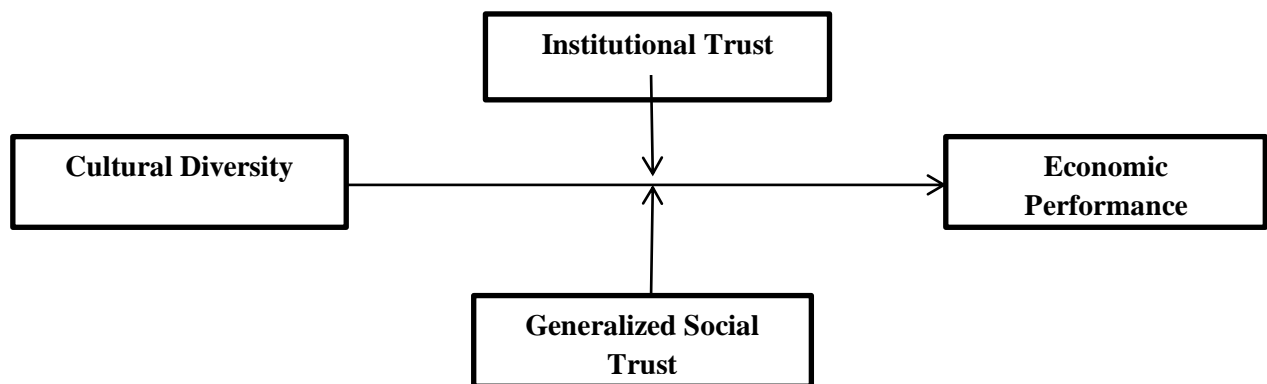 Institutional Trust
Cultural Diversity
Economic
Performance
Generalized Social
Trust